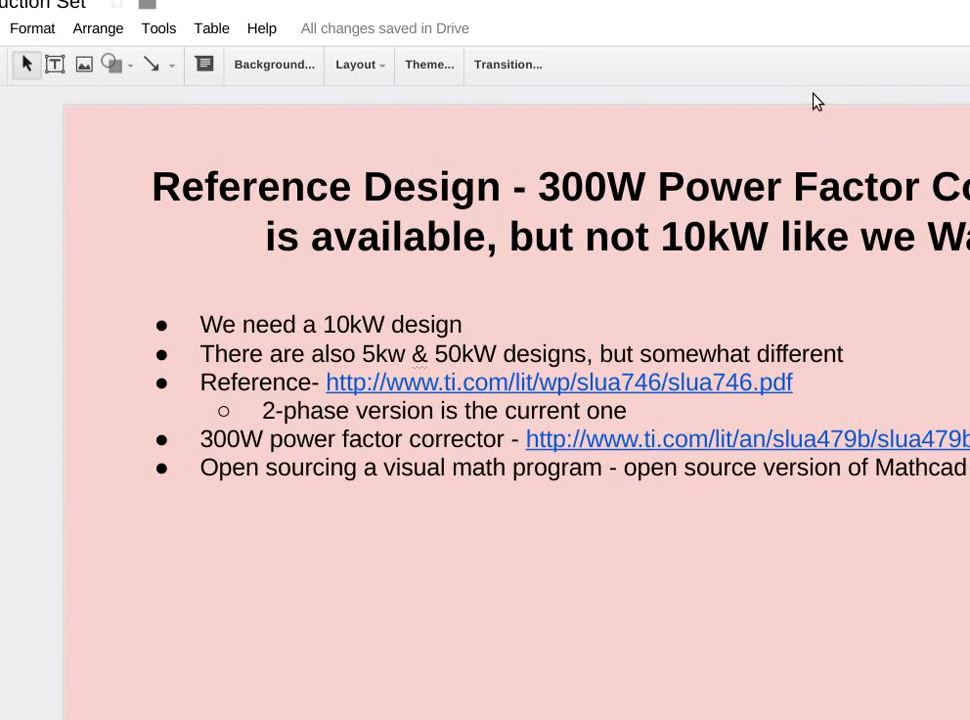 uction Set
Format Arrange Tools Table Help All changes saved in Drive
Background... Layout Theme... Transition...
Reference Design - 300W Power Factor Co
is available, but not 10kW like we Wa
● We need a 10kW design
● There are also 5kw & 50kW designs, but somewhat different
● Reference- http://www.ti.com/lit/wp/slua746/slua746.pdf
○ 2-phase version is the current one
● 300W power factor corrector - http://www.ti.com/lit/an/slua479b/slua479b
● Open sourcing a visual math program - open source version of Mathcad